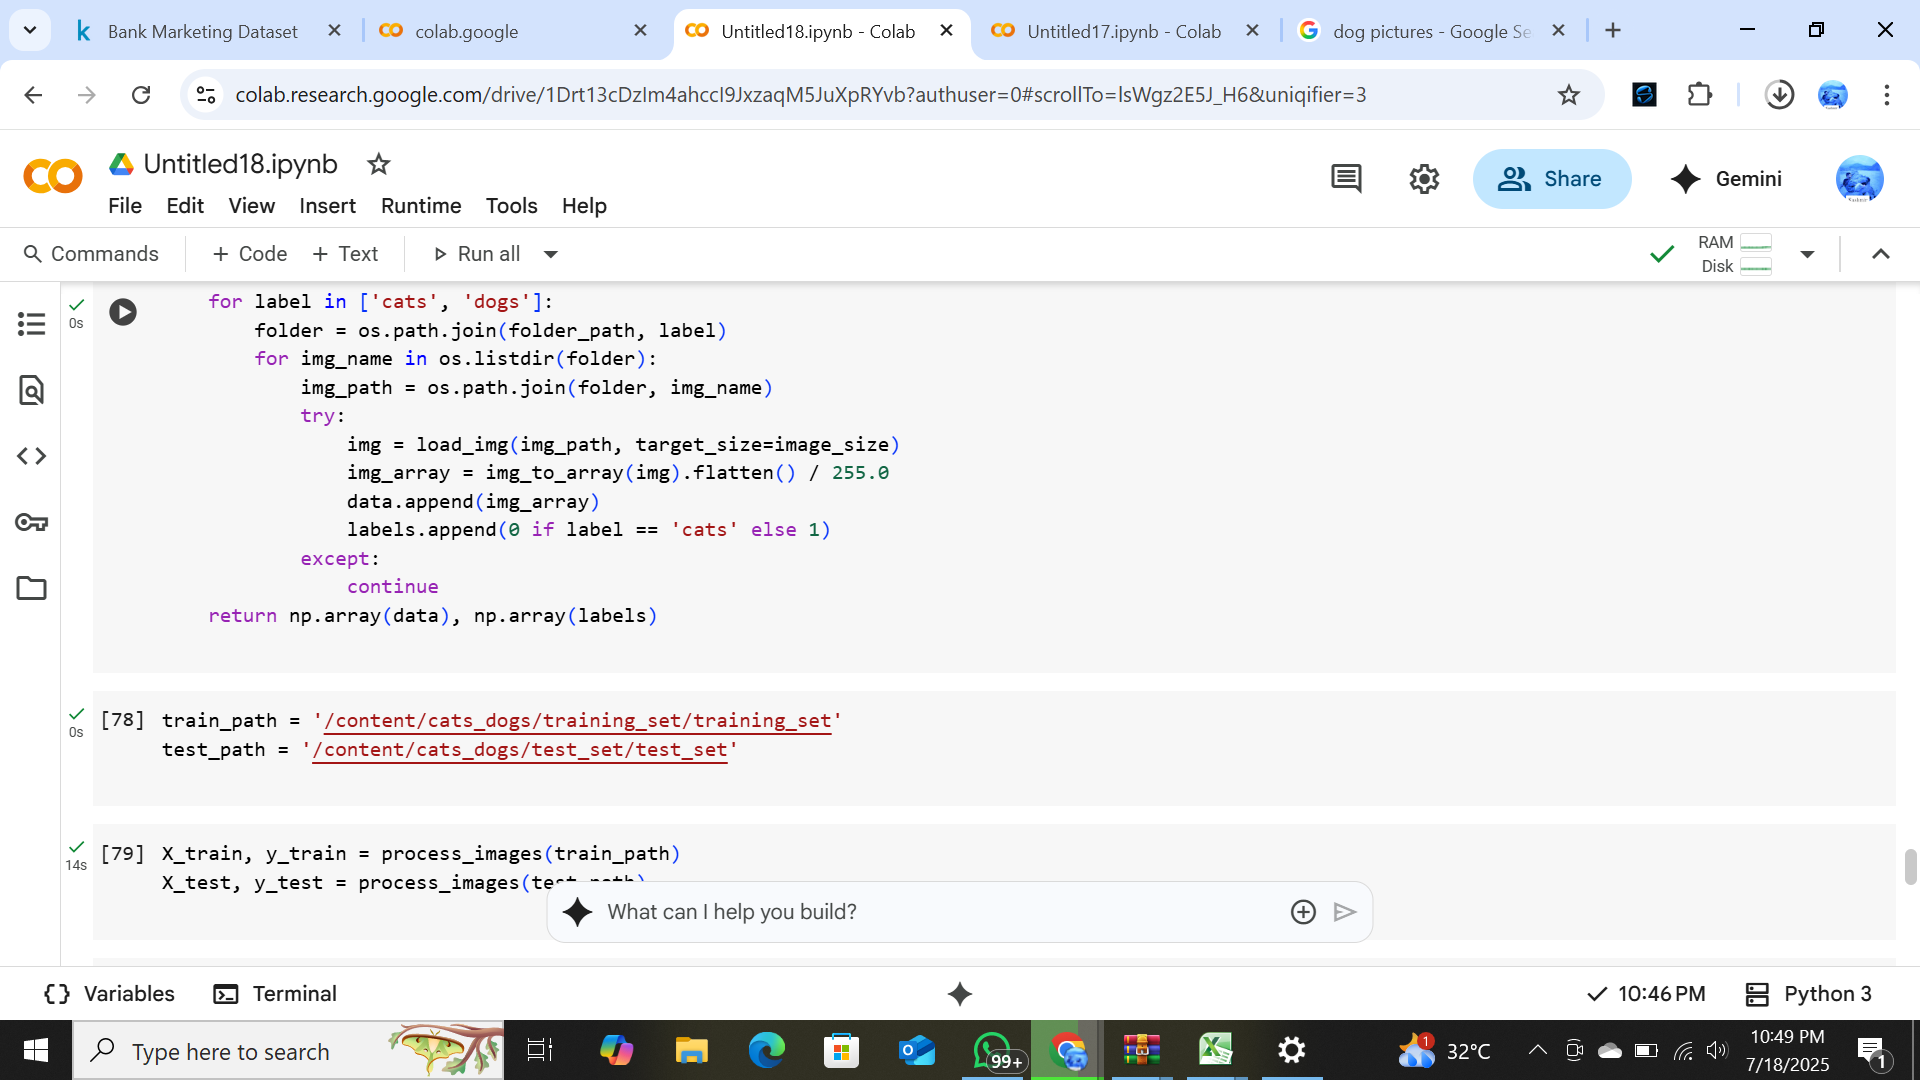 Bank Marketing Dataset
colab.google
Untitled18.ipynb - Colab
Untitled17.ipynb - Colab
dog pictures - Google Se
colab.research.google.com/drive/1Drt13cDzIm4ahccI9JxzaqM5JuXpRYvb?authuser=0#scrollTo=lsWgz2E5J_H6&uniqifier=3
Untitled18.ipynb
Share
Gemini
File Edit View Insert Runtime Tools Help
Commands + Code + Text Run all
RAM
Disk
0s
for label in ['cats', 'dogs']:
folder = os.path.join(folder_path, label)
for img_name in os.listdir(folder):
img_path = os.path.join(folder, img_name)
try:
img = load_img(img_path, target_size=image_size)
img_array = img_to_array(img).flatten() / 255.0
data.append(img_array)
labels.append(0 if label == 'cats' else 1)
except:
continue
return np.array(data), np.array(labels)
0s
[78] train_path = '/content/cats_dogs/training_set/training_set'
test_path = '/content/cats_dogs/test_set/test_set'
14s
[79] X_train, y_train = process_images(train_path)
X_test, y_test = process_images(test_path)
What can I help you build?
Variables
Terminal
10:46 PM
Python 3
Type here to search
99+
1
32°C
10:49 PM
7/18/2025
1